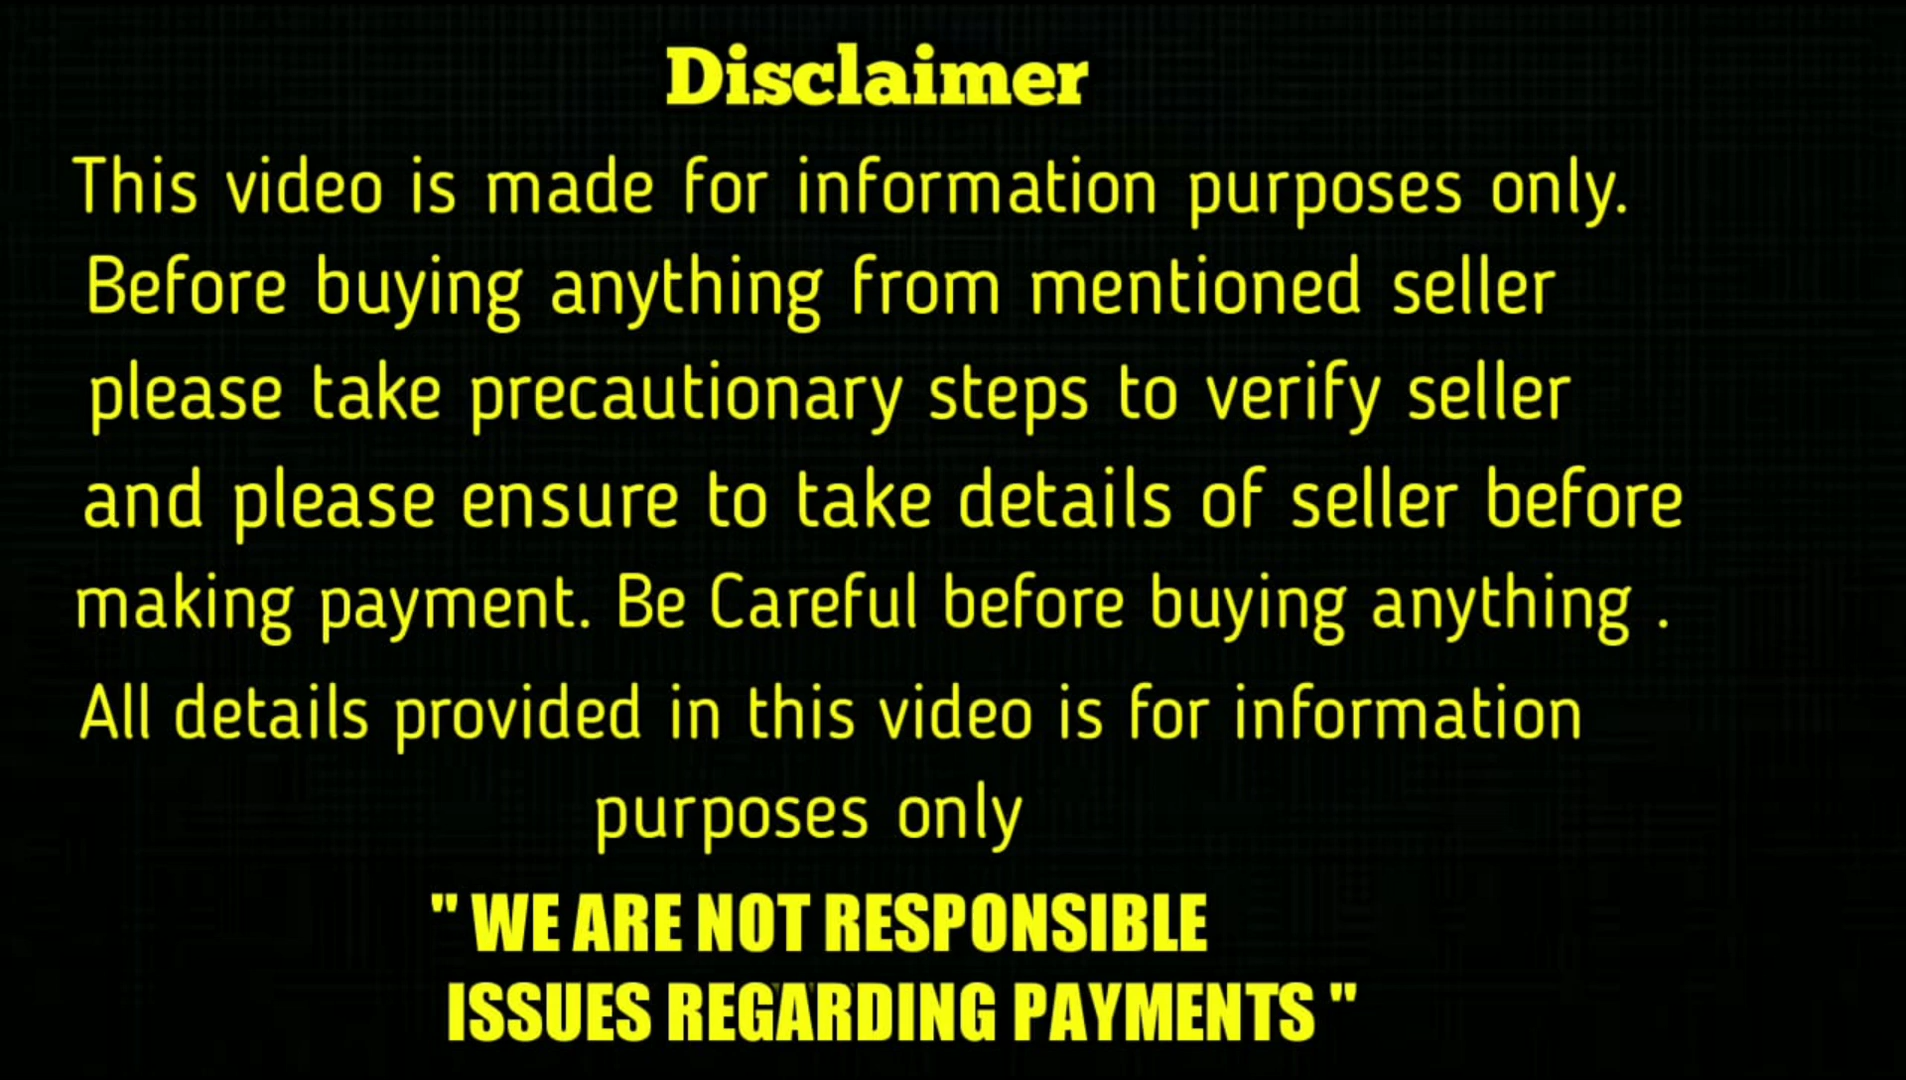 Disclaimer
This video is made for information purposes only.
Before buying anything from mentioned seller
please take precautionary steps to verify seller
and please ensure to take details of seller before
making payment. Be Careful before buying anything .
All details provided in this video is for information
purposes only
" WE ARE NOT RESPONSIBLE
ISSUES REGARDING PAYMENTS "